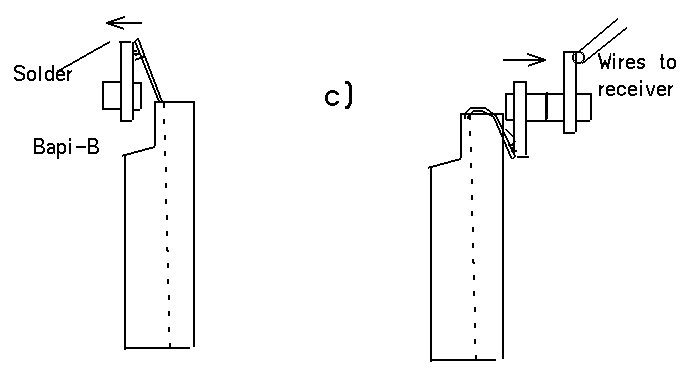 Solder
Bapi-B
c)
Wires to
receiver